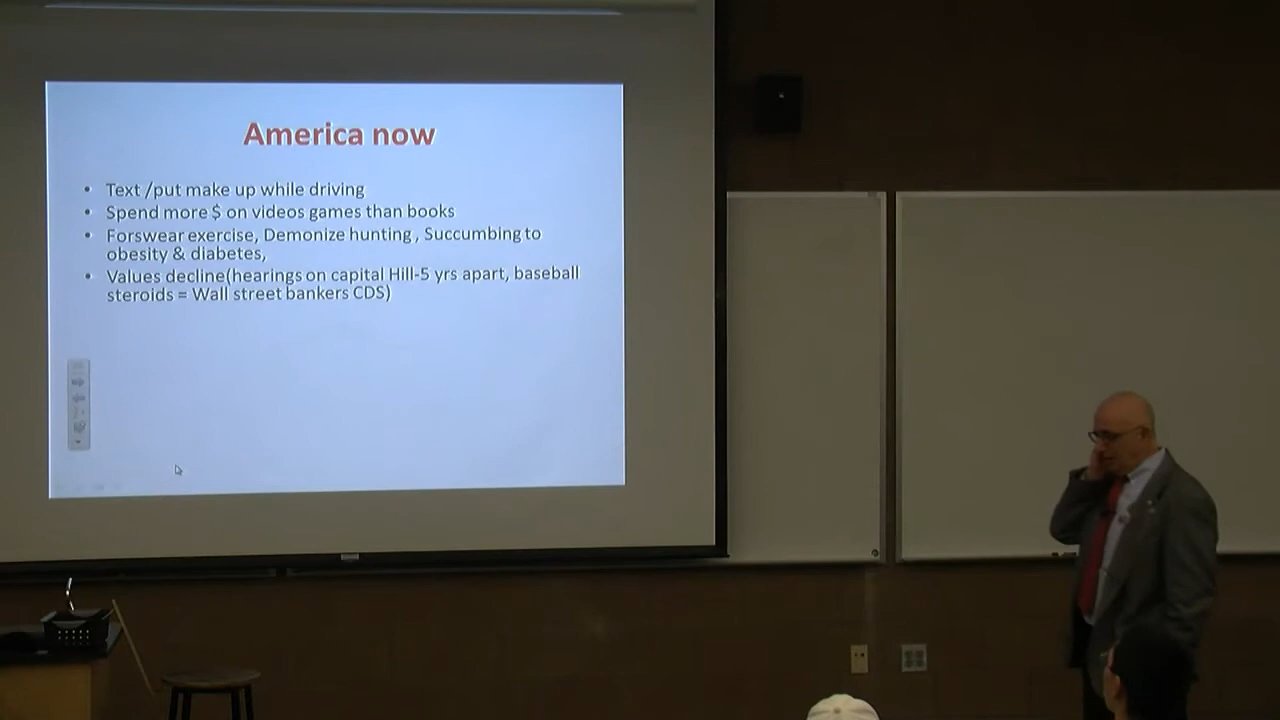 America now
• Text /put make up while driving
• Spend more $ on videos games than books
• Forswear exercise, Demonize hunting , Succumbing to
obesity & diabetes,
• Values decline(hearings on capital Hill-5 yrs apart, baseball
steroids = Wall street bankers CDS)